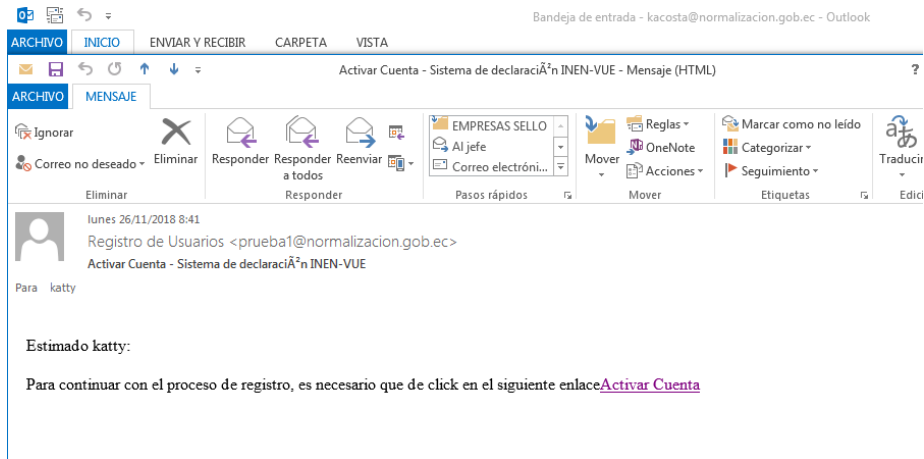 Bandeja de entrada - kacosta@normalizacion.gob.ec - Outlook
ARCHIVO INICIO ENVIAR Y RECIBIR CARPETA VISTA
Activar Cuenta - Sistema de declaraciÃ²n INEN-VUE - Mensaje (HTML) ?
ARCHIVO MENSAJE
Ignorar
Correo no deseado
Eliminar
Responder
Responder a todos
Reenviar
EMPRESAS SELLO
Al jefe
Correo electróni...
Mover
Reglas
OneNote
Acciones
Marcar como no leído
Categorizar
Seguimiento
Traducir
Eliminar Responder Pasos rápidos Mover Etiquetas Edici
lunes 26/11/2018 8:41
Registro de Usuarios <prueba1@normalizacion.gob.ec>
Activar Cuenta - Sistema de declaraciÃ²n INEN-VUE
Para katty
Estimado katty:
Para continuar con el proceso de registro, es necesario que de click en el siguiente enlaceActivar Cuenta